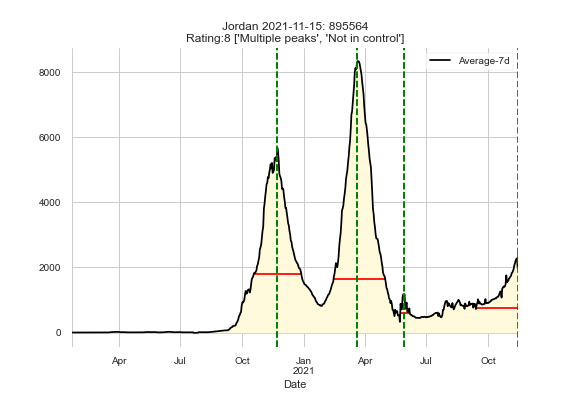 Jordan 2021-11-15: 895564
Rating:8 ['Multiple peaks', 'Not in control']
Average-7d
8000
6000
4000
2000
0
Apr
Jul
Oct
Jan
2021
Apr
Jul
Oct
Date